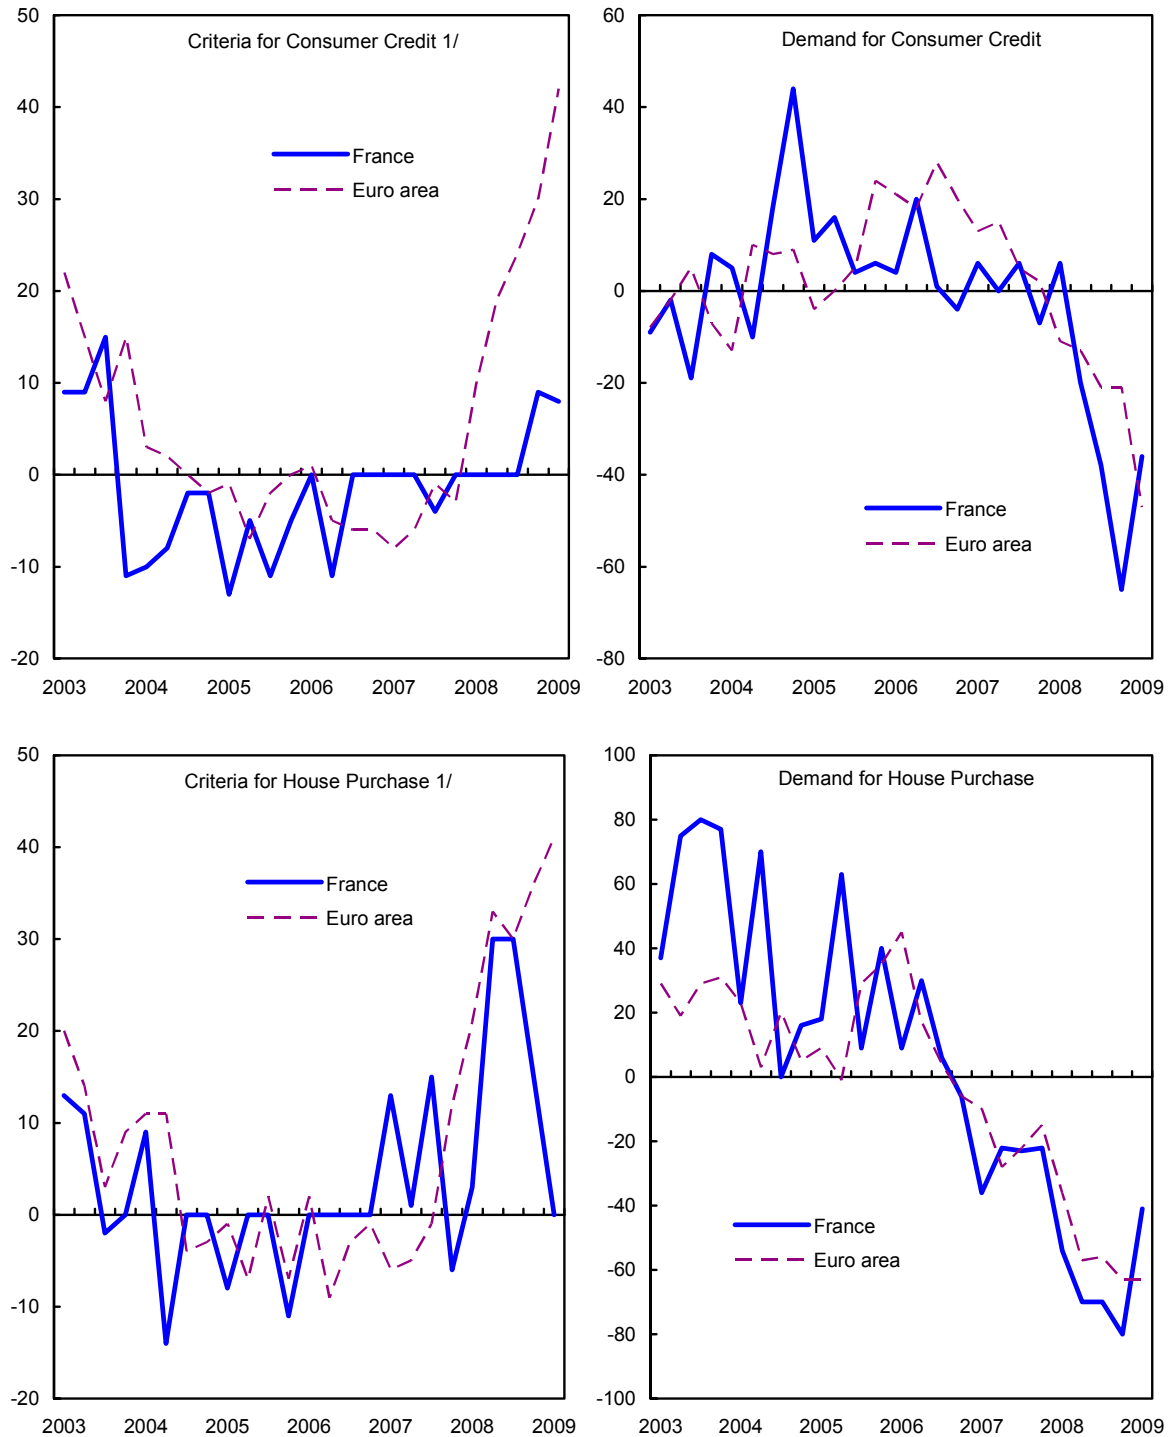 Criteria for Consumer Credit 1/
50
40
30
20
10
0
-10
-20
France
Euro area
2003 2004 2005 2006 2007 2008 2009
Demand for Consumer Credit
60
40
20
0
-20
-40
-60
-80
France
Euro area
2003 2004 2005 2006 2007 2008 2009
Criteria for House Purchase 1/
50
40
30
20
10
0
-10
-20
France
Euro area
2003 2004 2005 2006 2007 2008 2009
Demand for House Purchase
100
80
60
40
20
0
-20
-40
-60
-80
-100
France
Euro area
2003 2004 2005 2006 2007 2008 2009